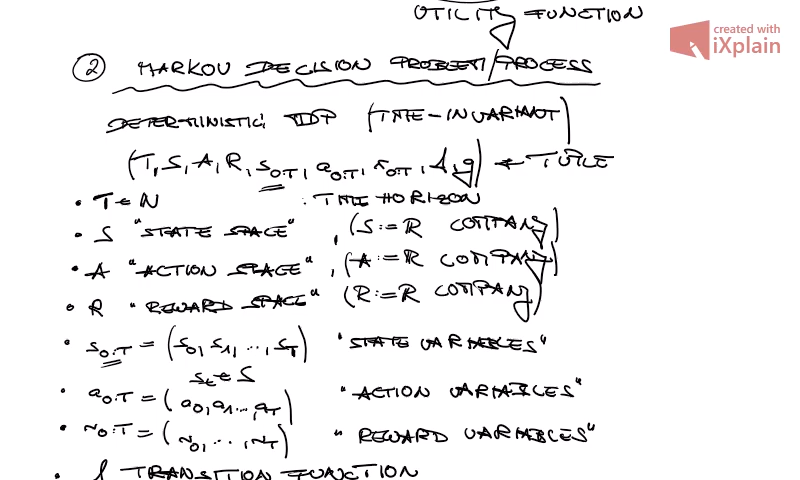 UTILITY FUNCTION
created with
iXplain
② MARKOV DECISION PROBLEM/PROCESS
DETERMINISTIC MDP (TIME-INVARIANT)
(T, S, A, R, s0:T, a0:T, r0:T, f, g) ← TUPLE
• T ∈ N : TIME HORIZON
• S "STATE SPACE", (S := ℝ COMPANY)
• A "ACTION SPACE", (A := ℝ COMPANY)
• R "REWARD SPACE" (R := ℝ COMPANY)
• s0:T = (s0, s1, ..., sT) "STATE VARIABLES"
st ∈ S
• a0:T = (a0, a1..., aT) "ACTION VARIABLES"
• r0:T = (r0, ..., rT) "REWARD VARIABLES"
• f TRANSITION FUNCTION